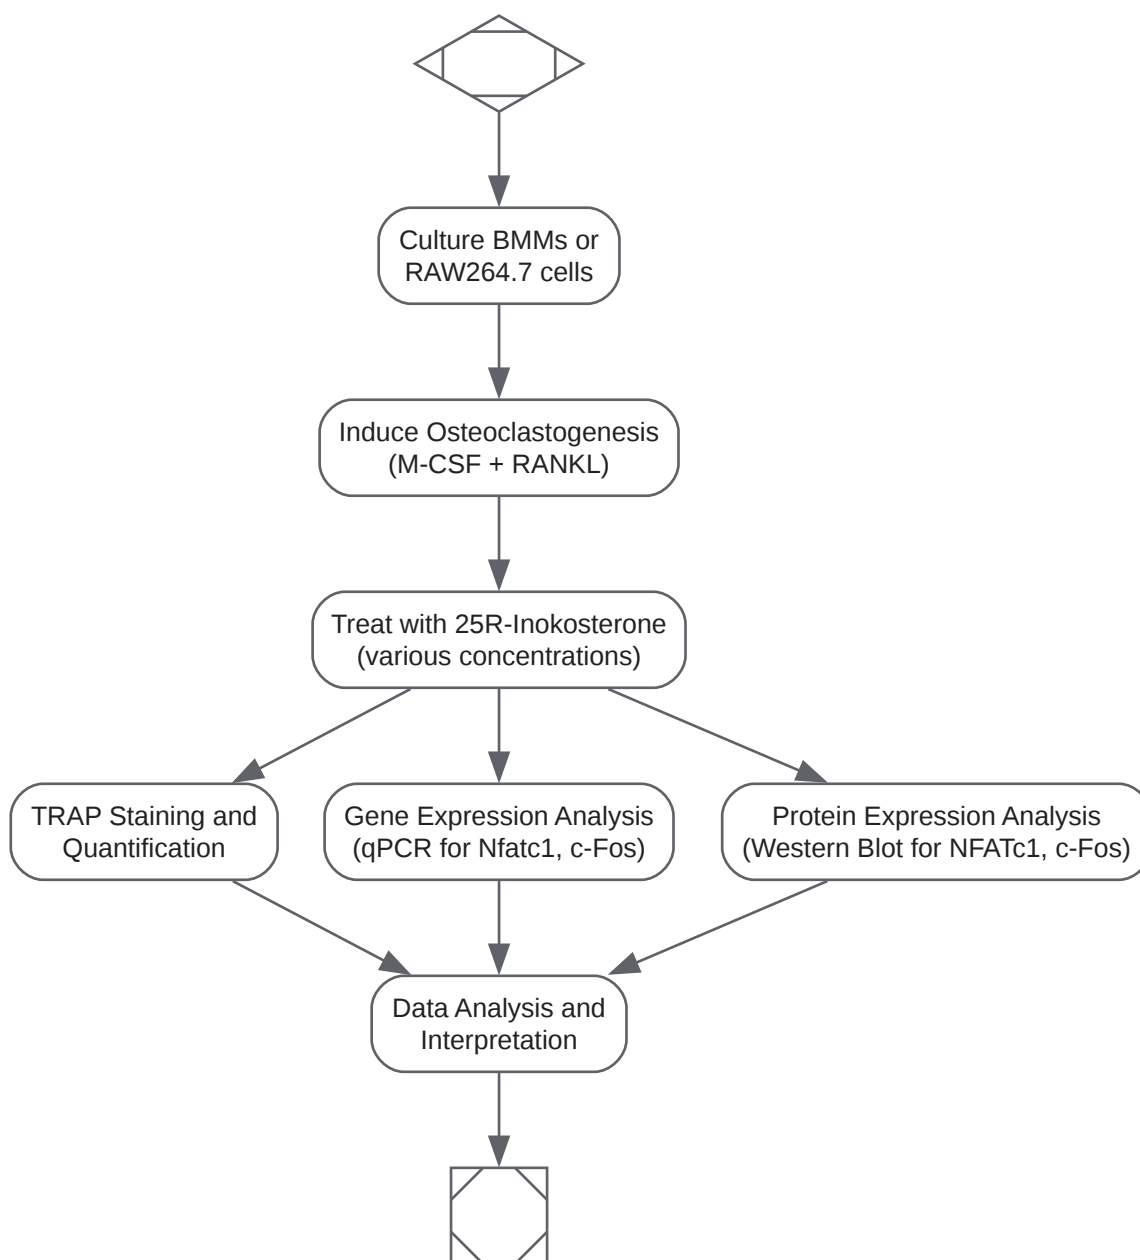 Culture BMMs or
RAW264.7 cells
Induce Osteoclastogenesis
(M-CSF + RANKL)
Treat with 25R-Inokosterone
(various concentrations)
TRAP Staining and
Quantification
Gene Expression Analysis
(qPCR for Nfatc1, c-Fos)
Protein Expression Analysis
(Western Blot for NFATc1, c-Fos)
Data Analysis and
Interpretation